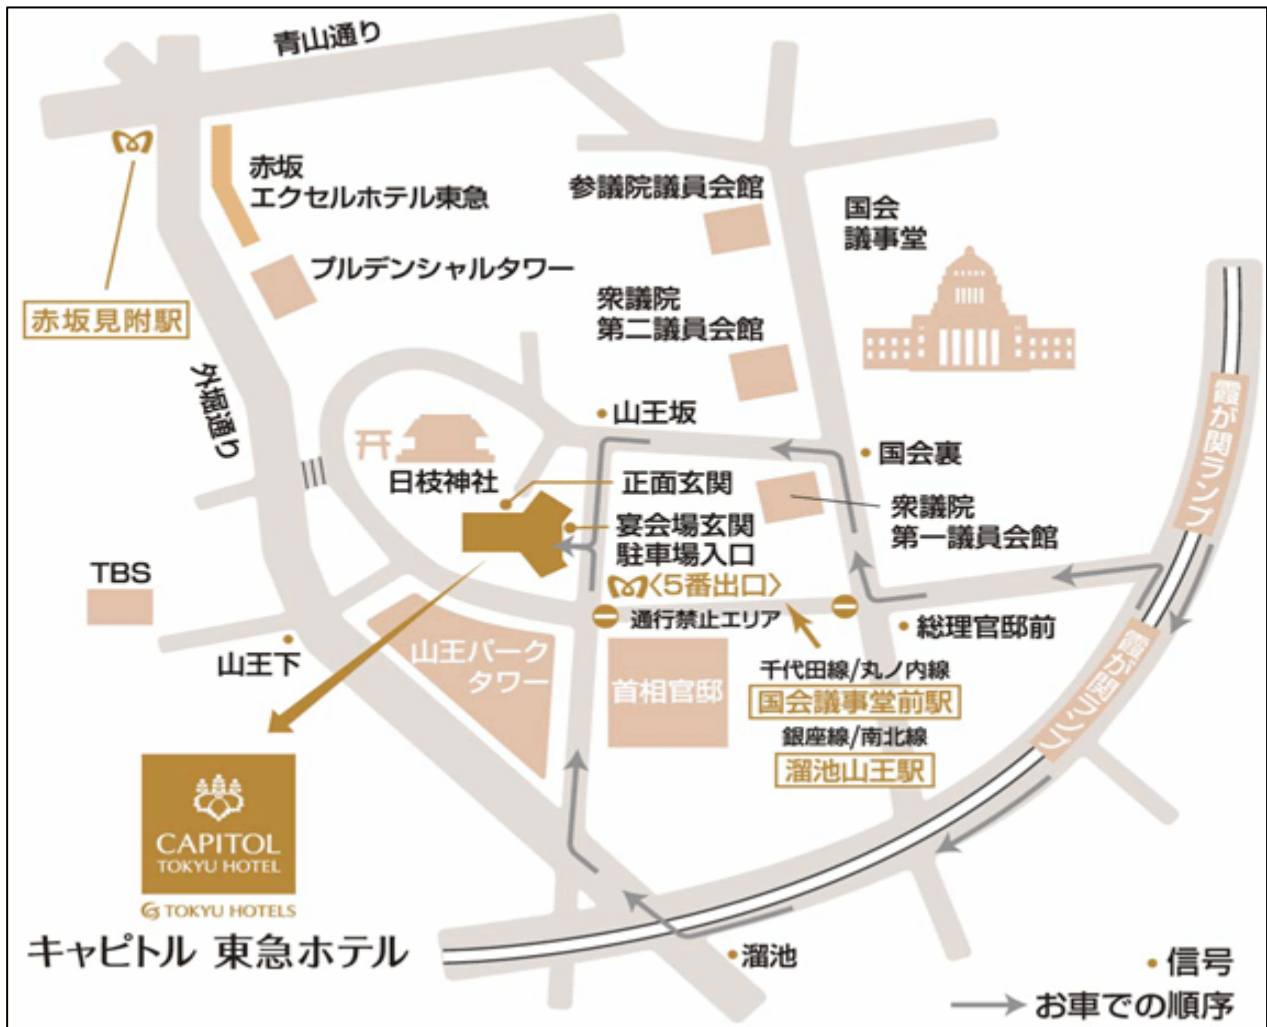 青山通り
赤坂
エクセルホテル東急
プルデンシャルタワー
赤坂見附駅
外堀通り
参議院議員会館
国会
議事堂
衆議院
第二議員会館
山王坂
国会裏
日枝神社
正面玄関
宴会場玄関
駐車場入口
〈5番出口〉
衆議院
第一議員会館
霞が関ランプ
TBS
山王下
山王パーク
タワー
通行禁止エリア
総理官邸前
首相官邸
千代田線/丸ノ内線
国会議事堂前駅
銀座線/南北線
溜池山王駅
霞が関ランプ
CAPITOL
TOKYU HOTEL
TOKYU HOTELS
キャピトル 東急ホテル
溜池
信号
お車での順序